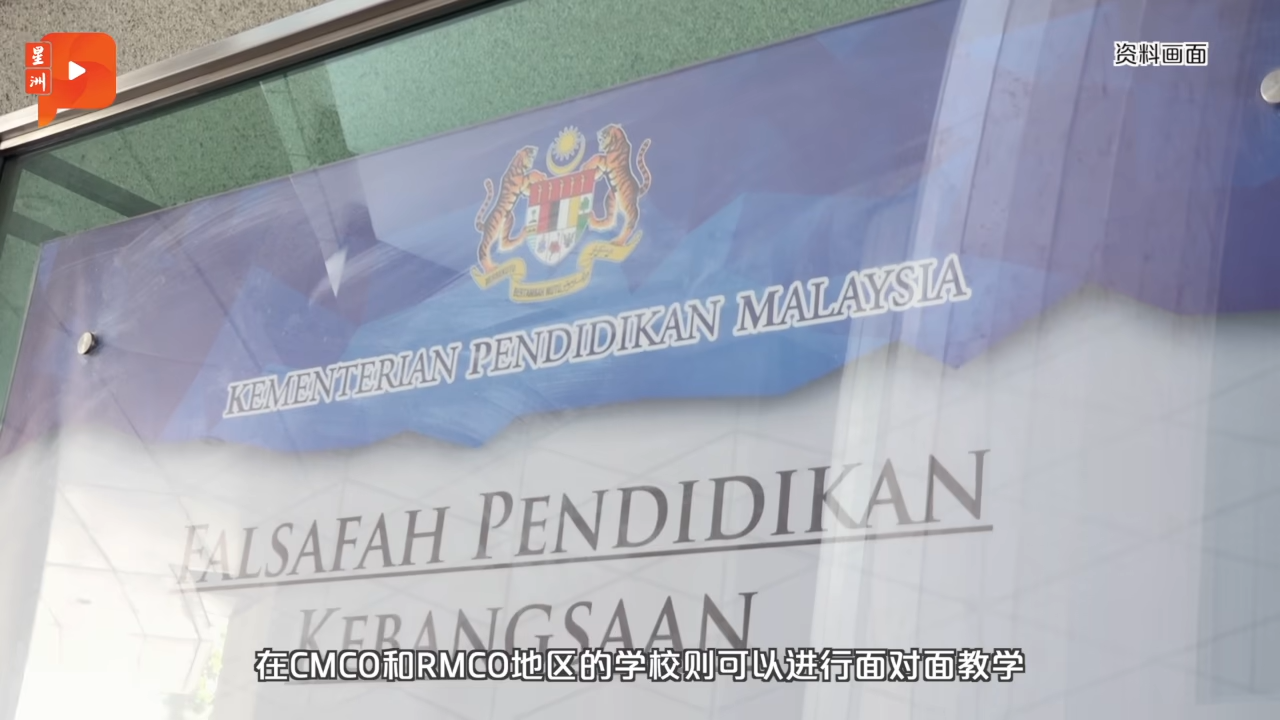 星洲
资料画面
KEMENTERIAN PENDIDIKAN MALAYSIA
FALSAFAH PENDIDIKAN
KEBANGSAAN
在CMCO和RMCO地区的学校则可以进行面对面教学